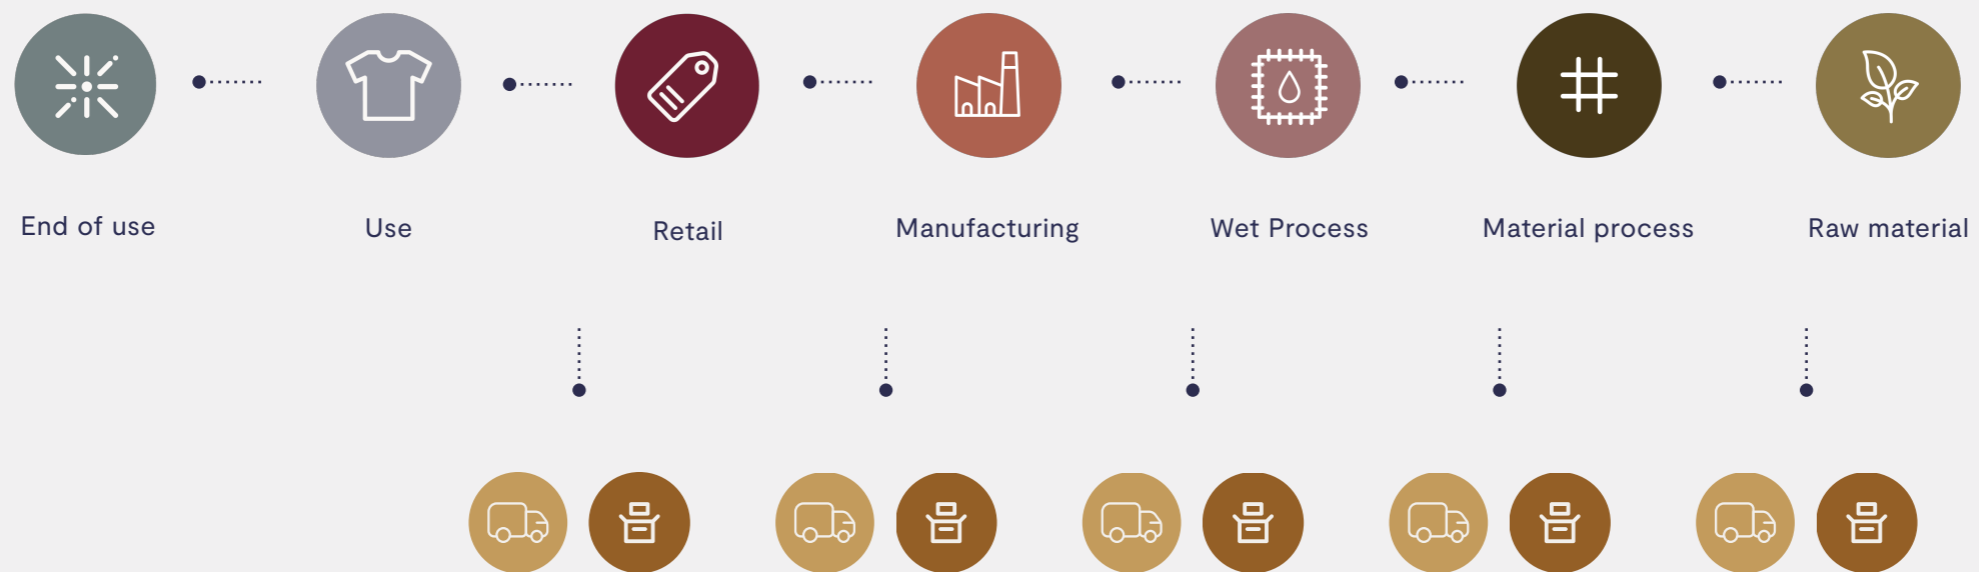 End of use
Use
Retail
Manufacturing
Wet Process
Material process
Raw material